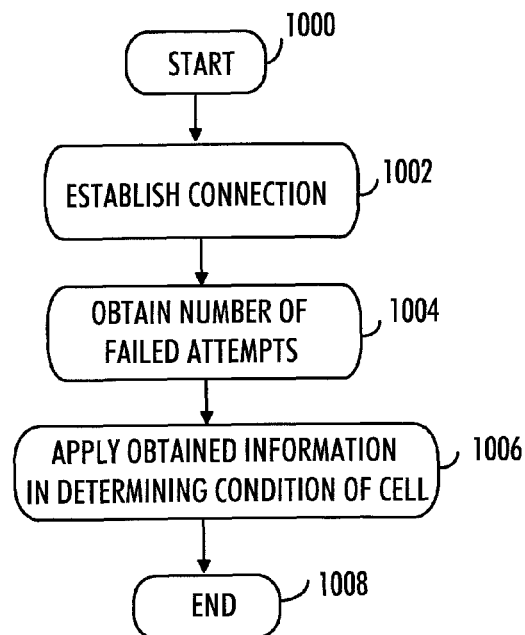 1000
START
ESTABLISH CONNECTION
1002
OBTAIN NUMBER OF
FAILED ATTEMPTS
1004
APPLY OBTAINED INFORMATION
IN DETERMINING CONDITION OF CELL
1006
END
1008